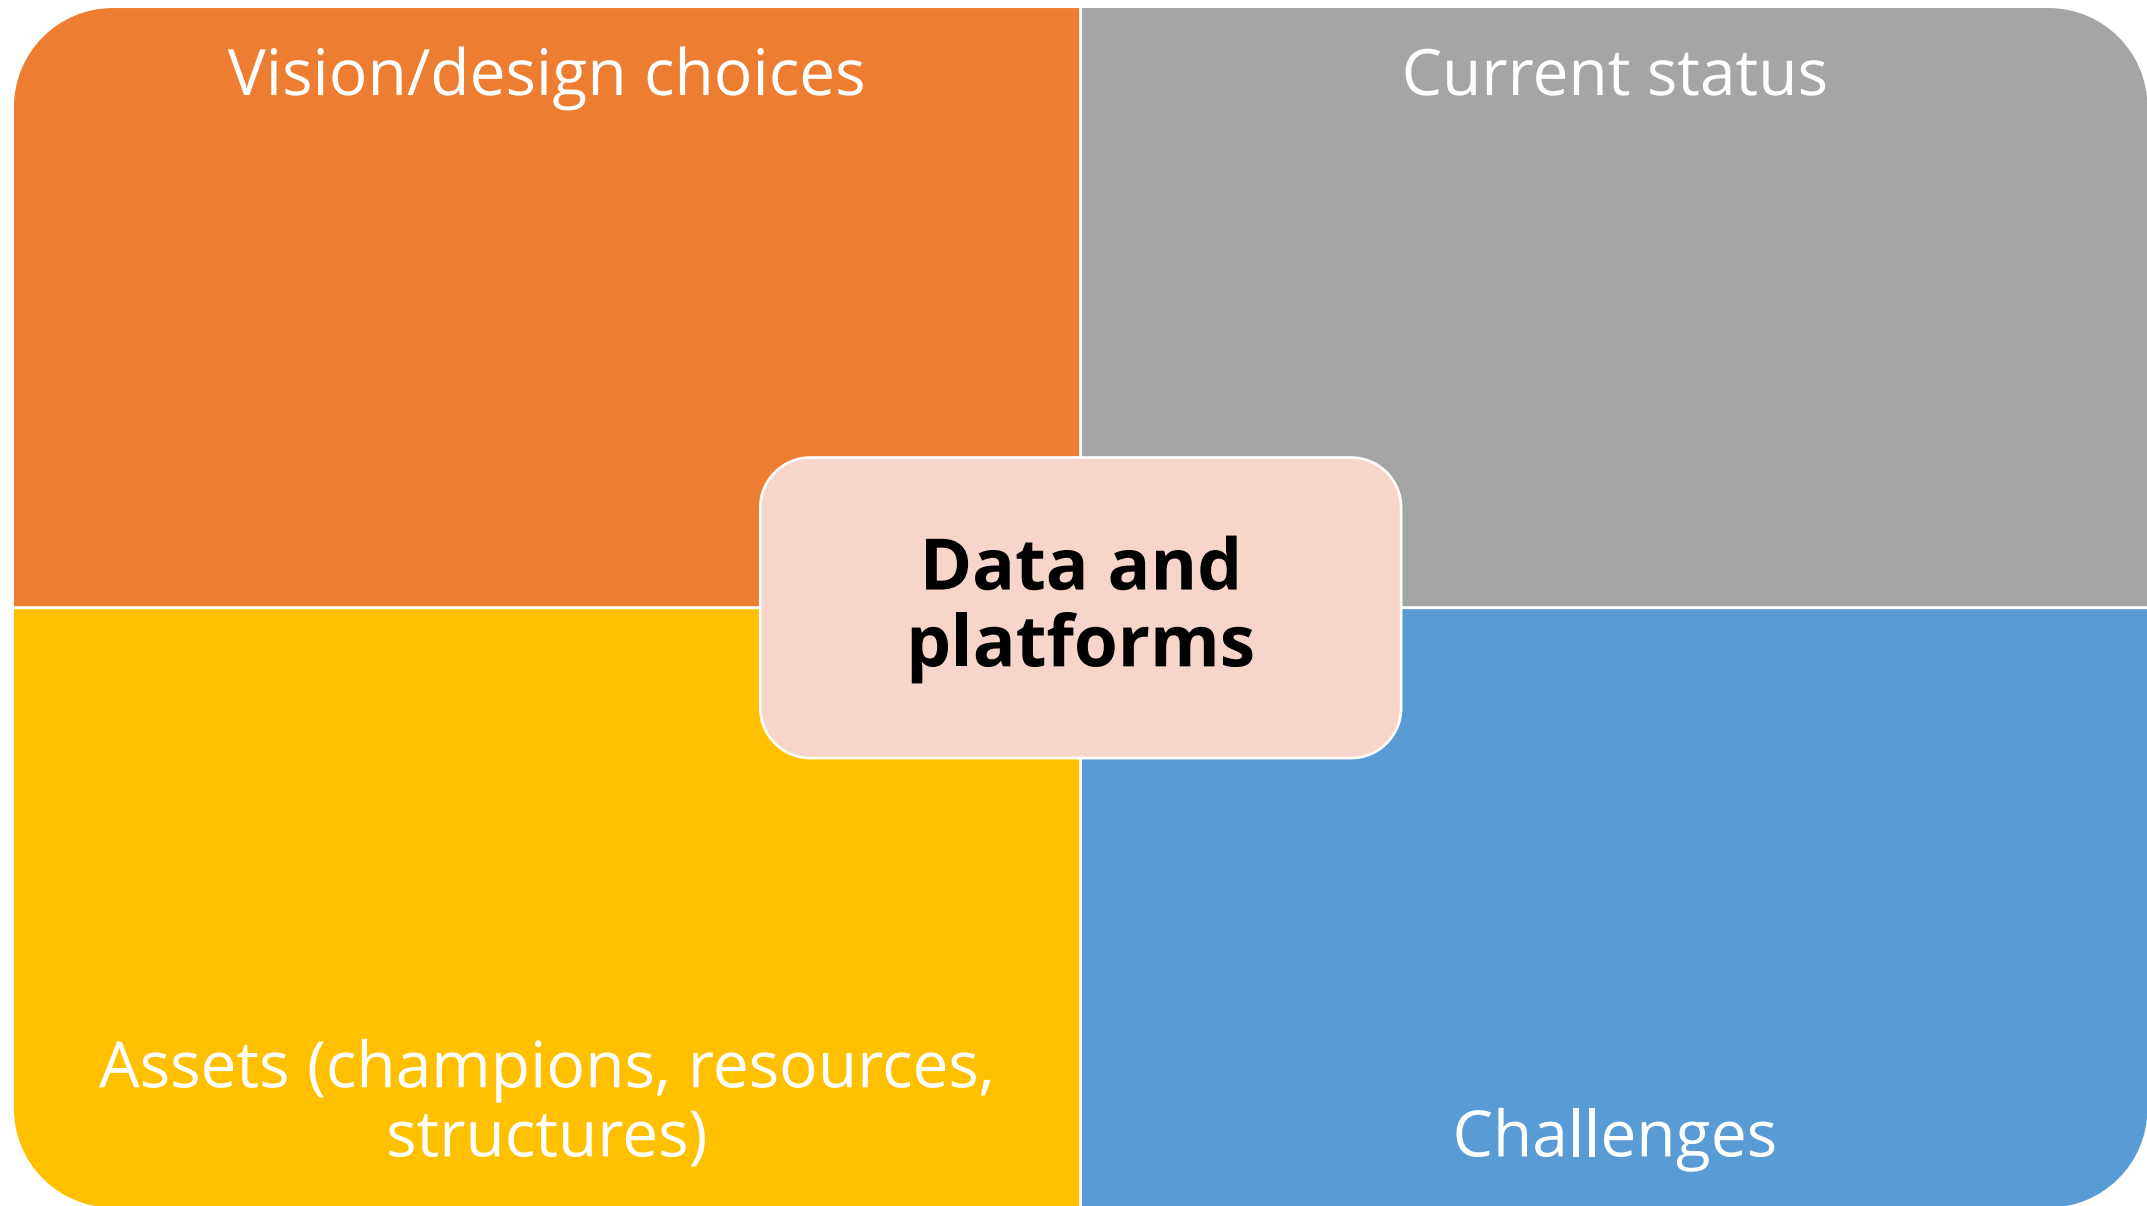 Vision/design choices
Current status
Data and
platforms
Assets (champions, resources,
structures)
Challenges